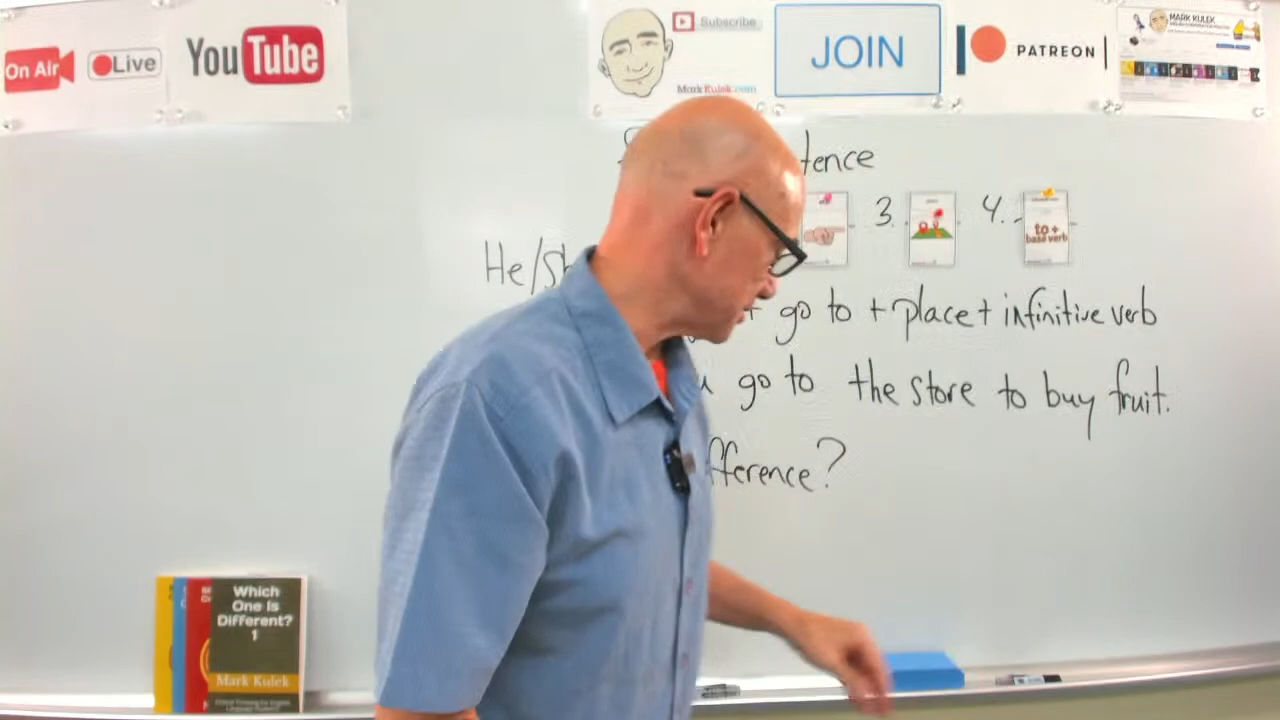 On Air
Live
YouTube
Subscribe
MarkKulek.com
JOIN
PATREON
MARK KULEK
tence
3.
4.
to +
base verb
He/Sh
+ go to + place + infinitive verb
go to the store to buy fruit.
fference?
Which
One Is
Different?
1
Mark Kulek